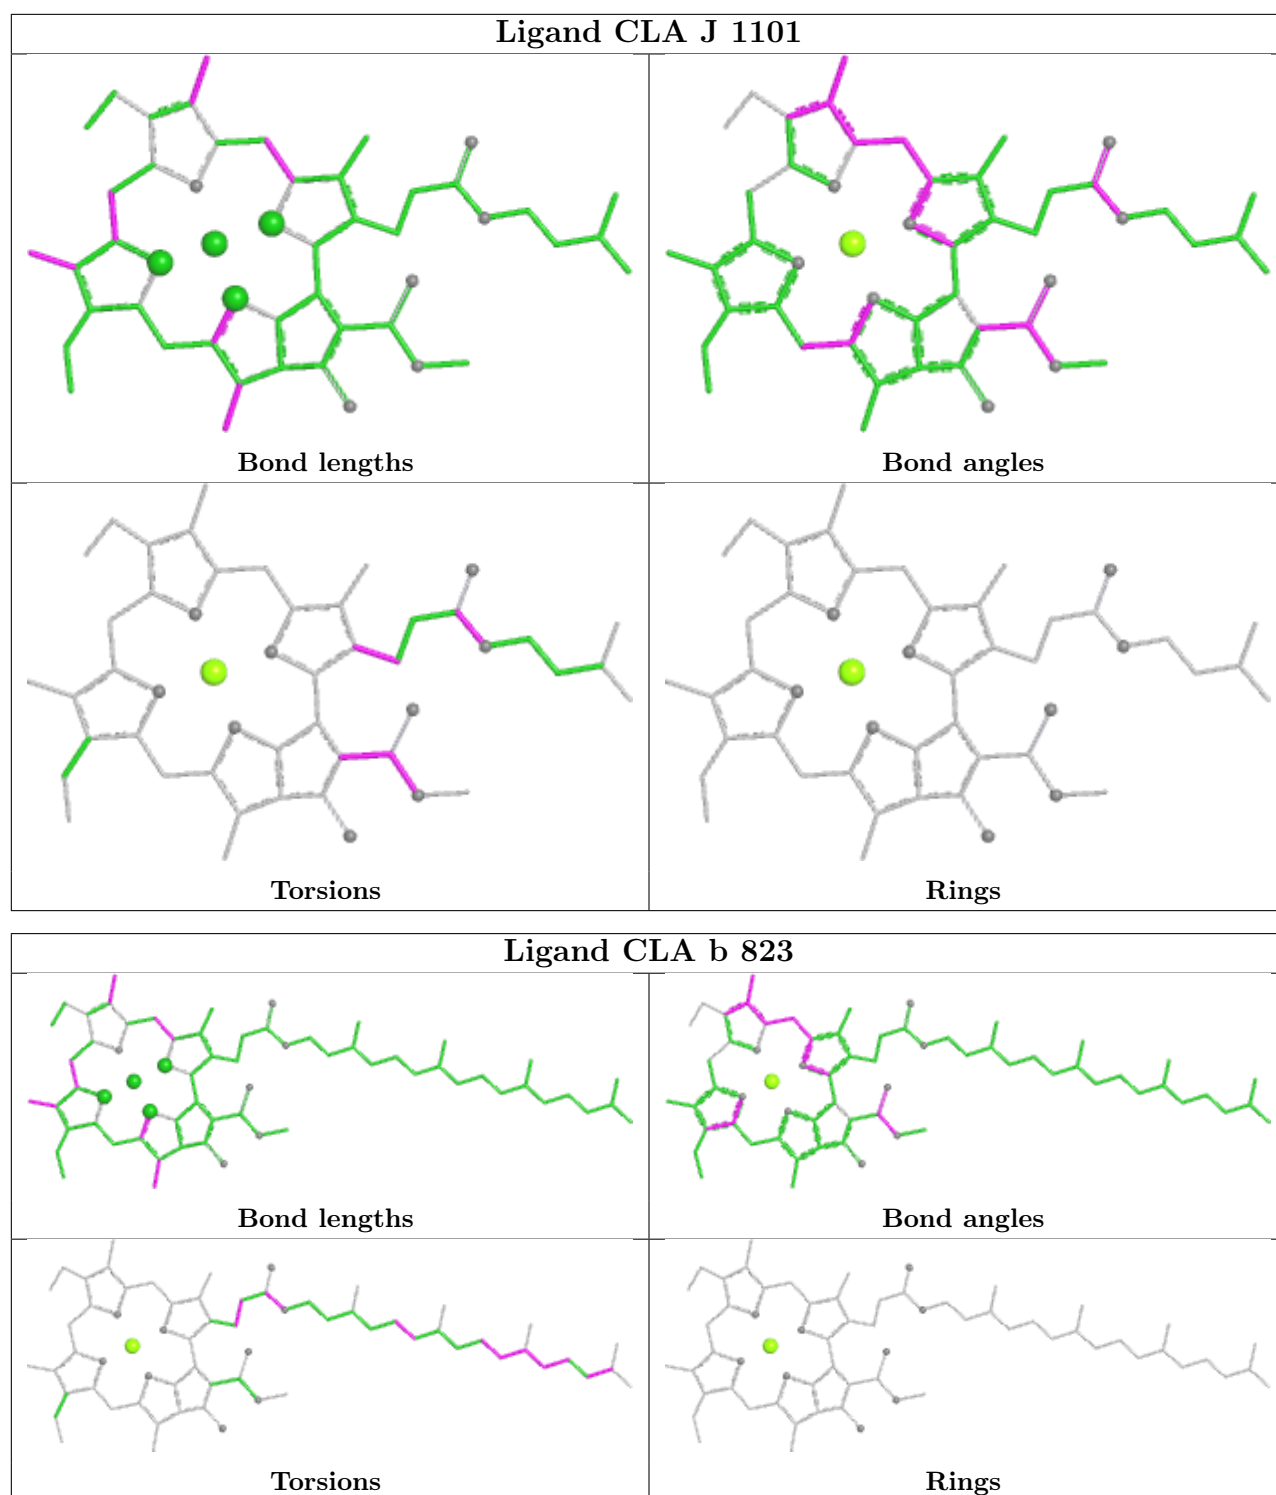 Ligand CLA J 1101
Bond lengths
Bond angles
Torsions
Rings
Ligand CLA b 823
Bond lengths
Bond angles
Torsions
Rings